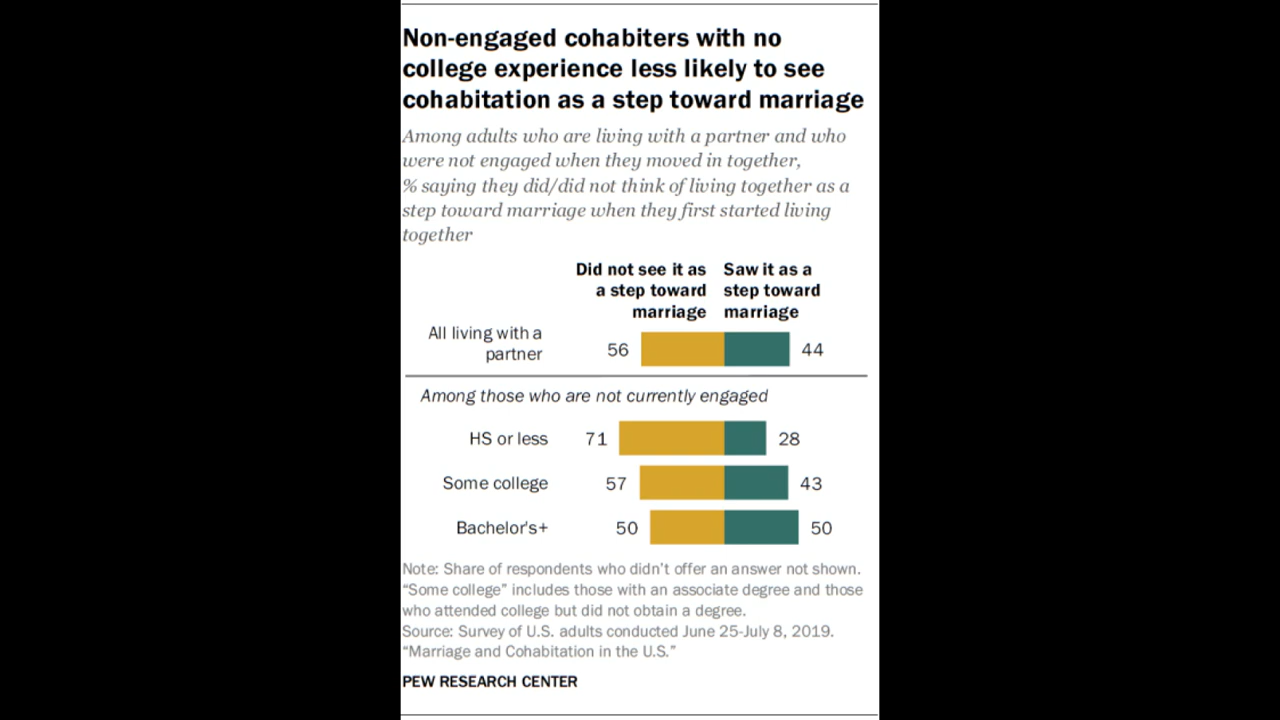 Non-engaged cohabiters with no
college experience less likely to see
cohabitation as a step toward marriage
Among adults who are living with a partner and who
were not engaged when they moved in together,
% saying they did/did not think of living together as a
step toward marriage when they first started living
together
Did not see it as
a step toward
marriage
Saw it as a
step toward
marriage
All living with a
partner
56
44
Among those who are not currently engaged
HS or less 71 28
Some college 57 43
Bachelor's+ 50 50
Note: Share of respondents who didn't offer an answer not shown.
“Some college” includes those with an associate degree and those
who attended college but did not obtain a degree.
Source: Survey of U.S. adults conducted June 25-July 8, 2019.
“Marriage and Cohabitation in the U.S.”
PEW RESEARCH CENTER